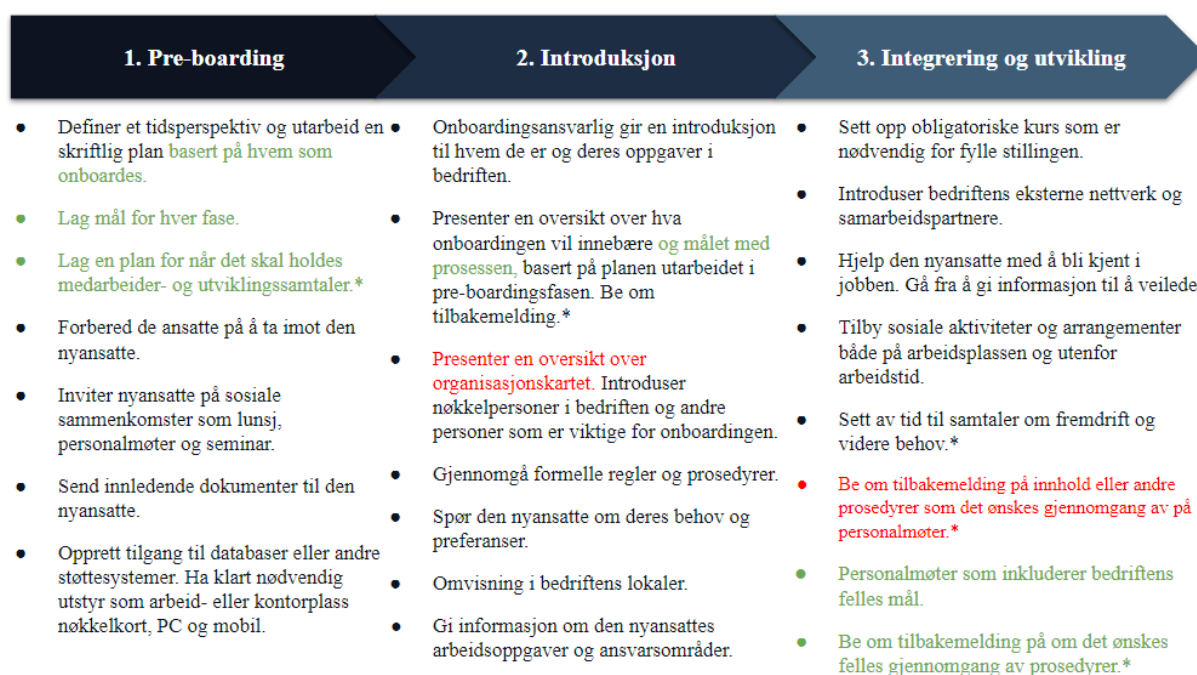 1. Pre-boarding
2. Introduksjon
3. Integrering og utvikling
● Definer et tidsperspektiv og utarbeid en
skriftlig plan basert på hvem som
onboardes.
● Lag mål for hver fase.
● Lag en plan for når det skal holdes
medarbeider- og utviklingssamtaler.*
● Forbered de ansatte på å ta imot den
nyansatte.
● Inviter nyansatte på sosiale
sammenkomster som lunsj,
personalmøter og seminar.
● Send innledende dokumenter til den
nyansatte.
● Opprett tilgang til databaser eller andre
støttesystemer. Ha klart nødvendig
utstyr som arbeid- eller kontorplass
nøkkelkort, PC og mobil.
● Onboardingsansvarlig gir en introduksjon
til hvem de er og deres oppgaver i
bedriften.
● Presenter en oversikt over hva
onboardingen vil innebære og målet med
prosessen, basert på planen utarbeidet i
pre-boardingsfasen. Be om
tilbakemelding.*
● Presenter en oversikt over
organisasjonskartet. Introduser
nøkkelpersoner i bedriften og andre
personer som er viktige for onboardingen.
● Gjennomgå formelle regler og prosedyrer.
● Spør den nyansatte om deres behov og
preferanser.
● Omvisning i bedriftens lokaler.
● Gi informasjon om den nyansattes
arbeidsoppgaver og ansvarsområder.
● Sett opp obligatoriske kurs som er
nødvendig for fylle stillingen.
● Introduser bedriftens eksterne nettverk og
samarbeidspartnere.
● Hjelp den nyansatte med å bli kjent i
jobben. Gå fra å gi informasjon til å veilede
● Tilby sosiale aktiviteter og arrangementer
både på arbeidsplassen og utenfor
arbeidstid.
● Sett av tid til samtaler om fremdrift og
videre behov.*
● Be om tilbakemelding på innhold eller andre
prosedyrer som det ønskes gjennomgang av på
personalmøter.*
● Personalmøter som inkluderer bedriftens
felles mål.
● Be om tilbakemelding på om det ønskes
felles gjennomgang av prosedyrer.*